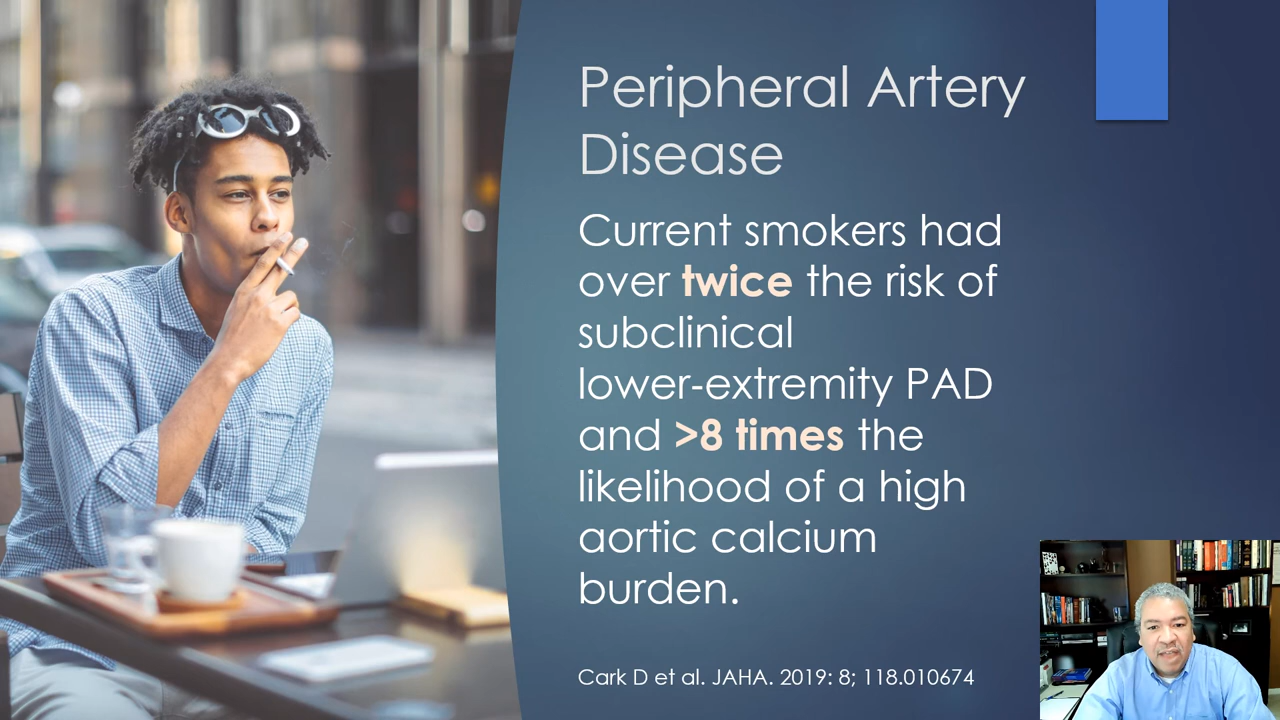 Peripheral Artery
Disease
Current smokers had
over twice the risk of
subclinical
lower-extremity PAD
and >8 times the
likelihood of a high
aortic calcium
burden.
Cark D et al. JAHA. 2019: 8; 118.010674